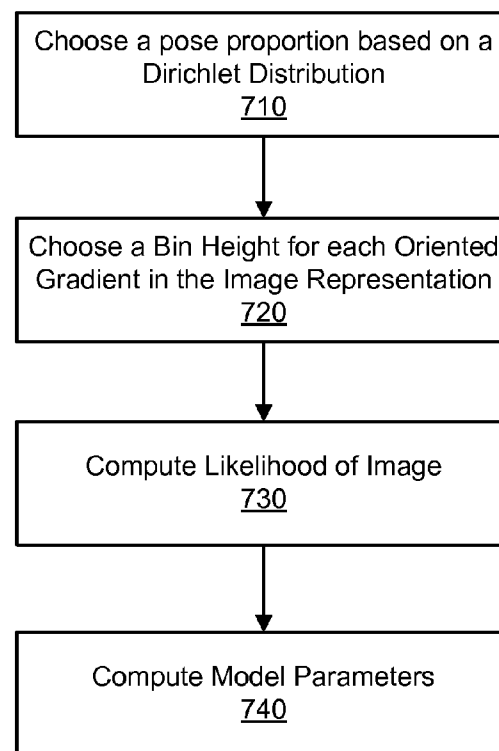 Choose a pose proportion based on a
Dirichlet Distribution
710
Choose a Bin Height for each Oriented
Gradient in the Image Representation
720
Compute Likelihood of Image
730
Compute Model Parameters
740